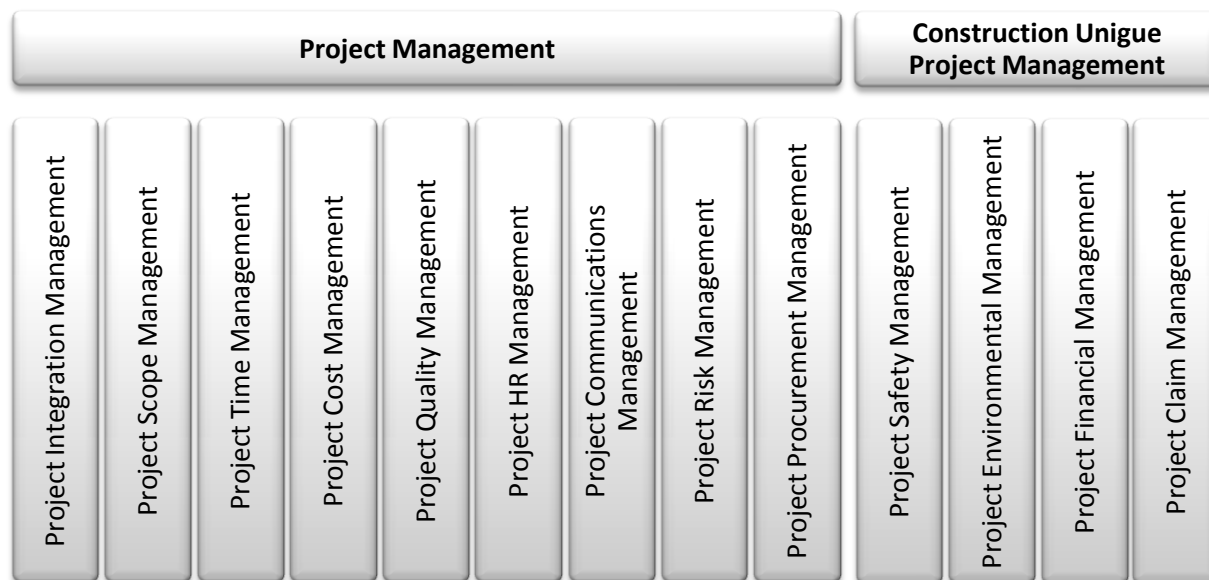 Project Management
Construction Unigue
Project Management
Project Integration Management
Project Scope Management
Project Time Management
Project Cost Management
Project Quality Management
Project HR Management
Project Communications
Management
Project Risk Management
Project Procurement Management
Project Safety Management
Project Environmental Management
Project Financial Management
Project Claim Management